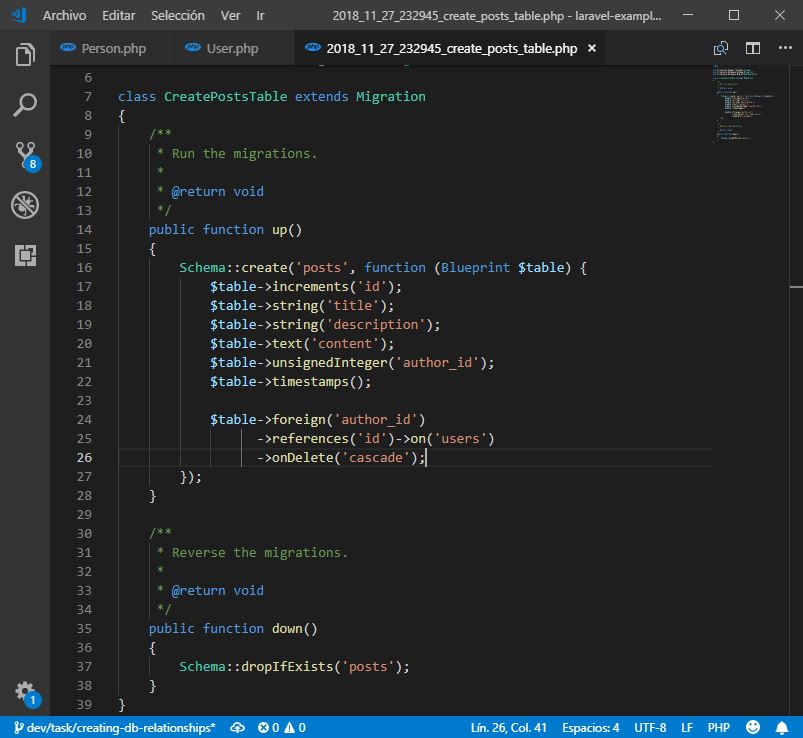 Archivo Editar Selección Ver Ir 2018_11_27_232945_create_posts_table.php - laravel-exampl...
Person.php User.php 2018_11_27_232945_create_posts_table.php
6
7 class CreatePostsTable extends Migration
8 {
9 /**
10 * Run the migrations.
11 *
12 * @return void
13 */
14 public function up()
15 {
16 Schema::create('posts', function (Blueprint $table) {
17 $table->increments('id');
18 $table->string('title');
19 $table->string('description');
20 $table->text('content');
21 $table->unsignedInteger('author_id');
22 $table->timestamps();
23
24 $table->foreign('author_id')
25 ->references('id')->on('users')
26 ->onDelete('cascade');
27 });
28 }
29
30 /**
31 * Reverse the migrations.
32 *
33 * @return void
34 */
35 public function down()
36 {
37 Schema::dropIfExists('posts');
38 }
39 }
8
1
dev/task/creating-db-relationships* 0 0 Lín. 26, Col. 41 Espacios: 4 UTF-8 LF PHP